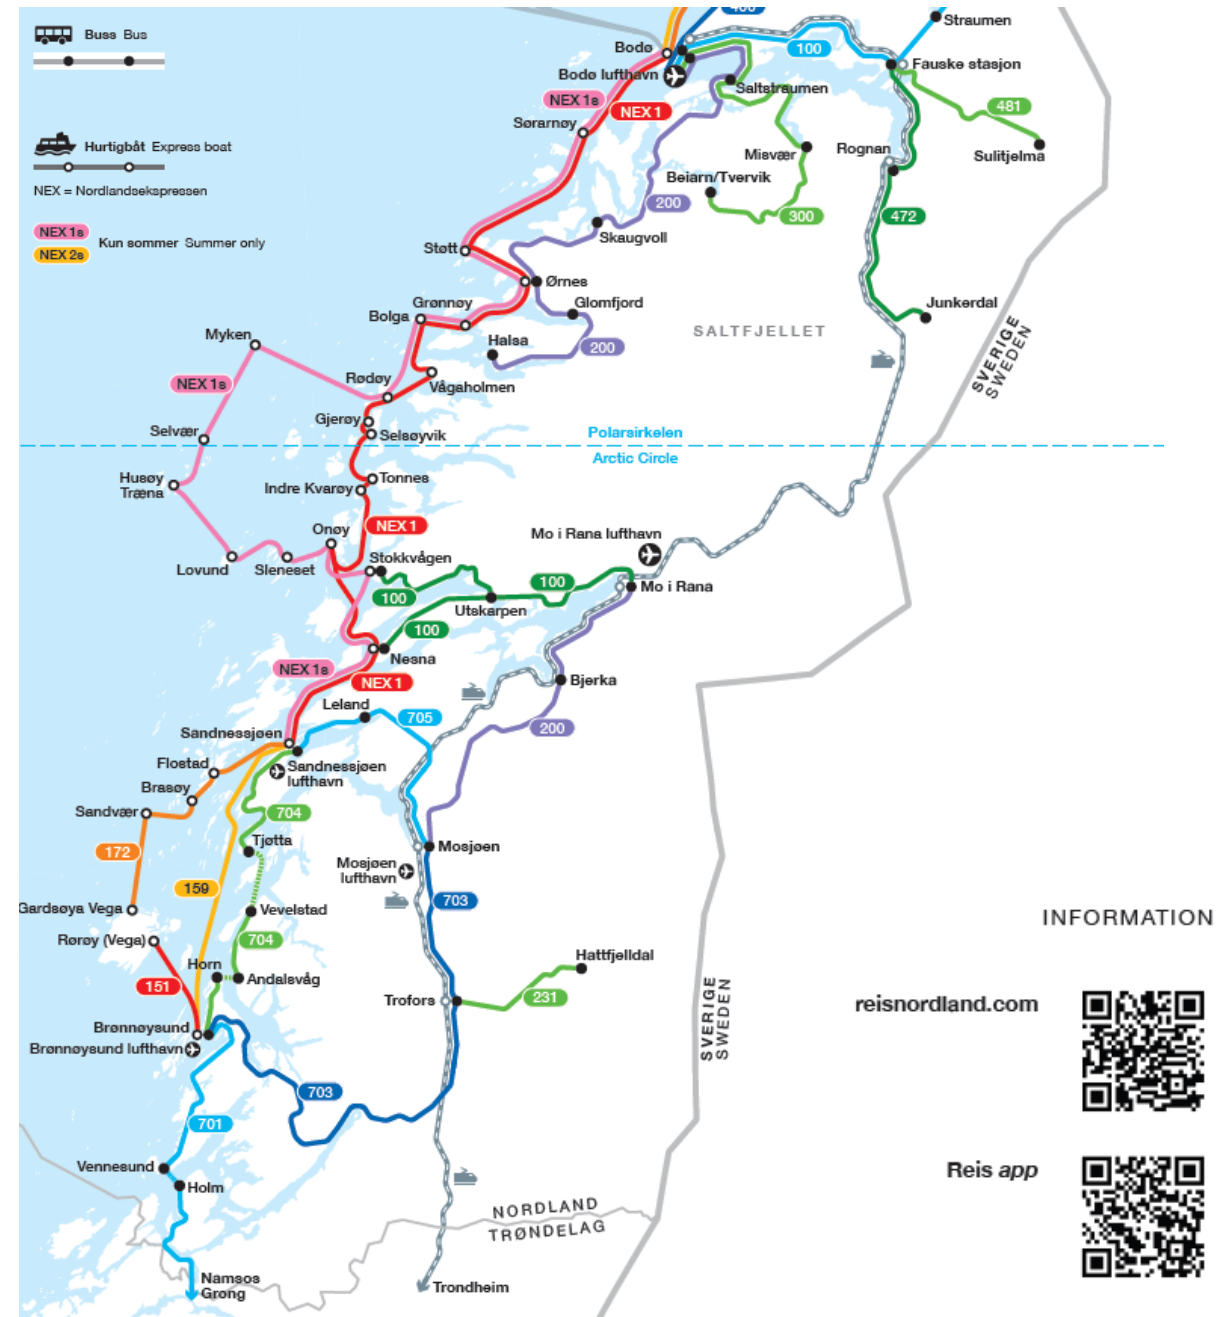 Buss Bus
Hurtigbåt Express boat
NEX = Nordlandsekspressen
NEX 1s
NEX 2s
Kun sommer Summer only
Straumen
Bodø
100
Bodø lufthavn
Fauske stasjon
Saltstraumen
NEX 1s
NEX 1
481
Sørarnøy
Misvær
Rognan
Sulitjelma
Beiarn/Tvervik
200
300
472
Skaugvoll
Støtt
Ørnes
Glomfjord
Grønnøy
Bolga
Junkerdal
SALTFJELLET
Myken
Halsa
200
SVERIGE
SWEDEN
NEX 1s
Rødøy
Vågaholmen
Gjerøy
Selsøyvik
Selvær
Polarsirkelen
Arctic Circle
Husøy
Træna
Tonnes
Indre Kvarøy
NEX 1
Onøy
Mo i Rana lufthavn
Lovund
Sleneset
Stokkvågen
100
100
Mo i Rana
Utskarpen
100
Nesna
NEX 1s
NEX 1
Bjerka
Leland
705
200
Sandnessjøen
Flostad
Sandnessjøen
lufthavn
Brasøy
Sandvær
704
Tjøtta
Mosjøen
172
Mosjøen
lufthavn
159
703
Gardsøya Vega
Vevelstad
Rørøy (Vega)
704
Hattfjelldal
Horn
Andalsvåg
151
Trofors
231
Brønnøysund
Brønnøysund lufthavn
SVERIGE
SWEDEN
703
701
Vennesund
Holm
NORDLAND
TRØNDELAG
Namsos
Grong
Trondheim
INFORMATION
reisnordland.com
Reis app